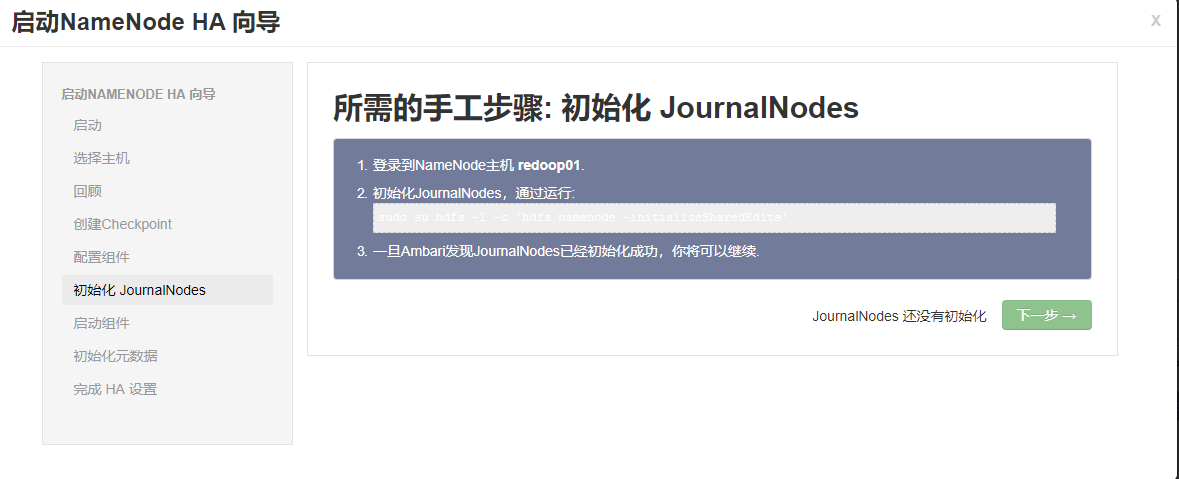 启动NameNode HA 向导
x
启动NAMENODE HA 向导
启动
选择主机
回顾
创建Checkpoint
配置组件
初始化 JournalNodes
启动组件
初始化元数据
完成 HA 设置
所需的手工步骤: 初始化 JournalNodes
1. 登录到NameNode主机 redoop01.
2. 初始化JournalNodes，通过运行:
sudo su hdfs -l -c 'hdfs namenode -initializeSharedEdits'
3. 一旦Ambari发现JournalNodes已经初始化成功，你将可以继续.
JournalNodes 还没有初始化
下一步 →